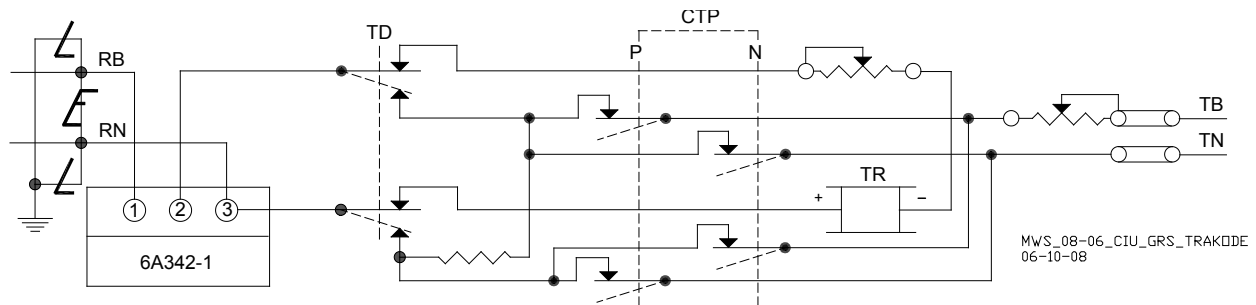 CTP
TD
P N
RB
TB
RN
TN
TR
+ −
1 2 3
6A342-1
MWS_08-06_CIU_GRS_TRAKODE
06-10-08